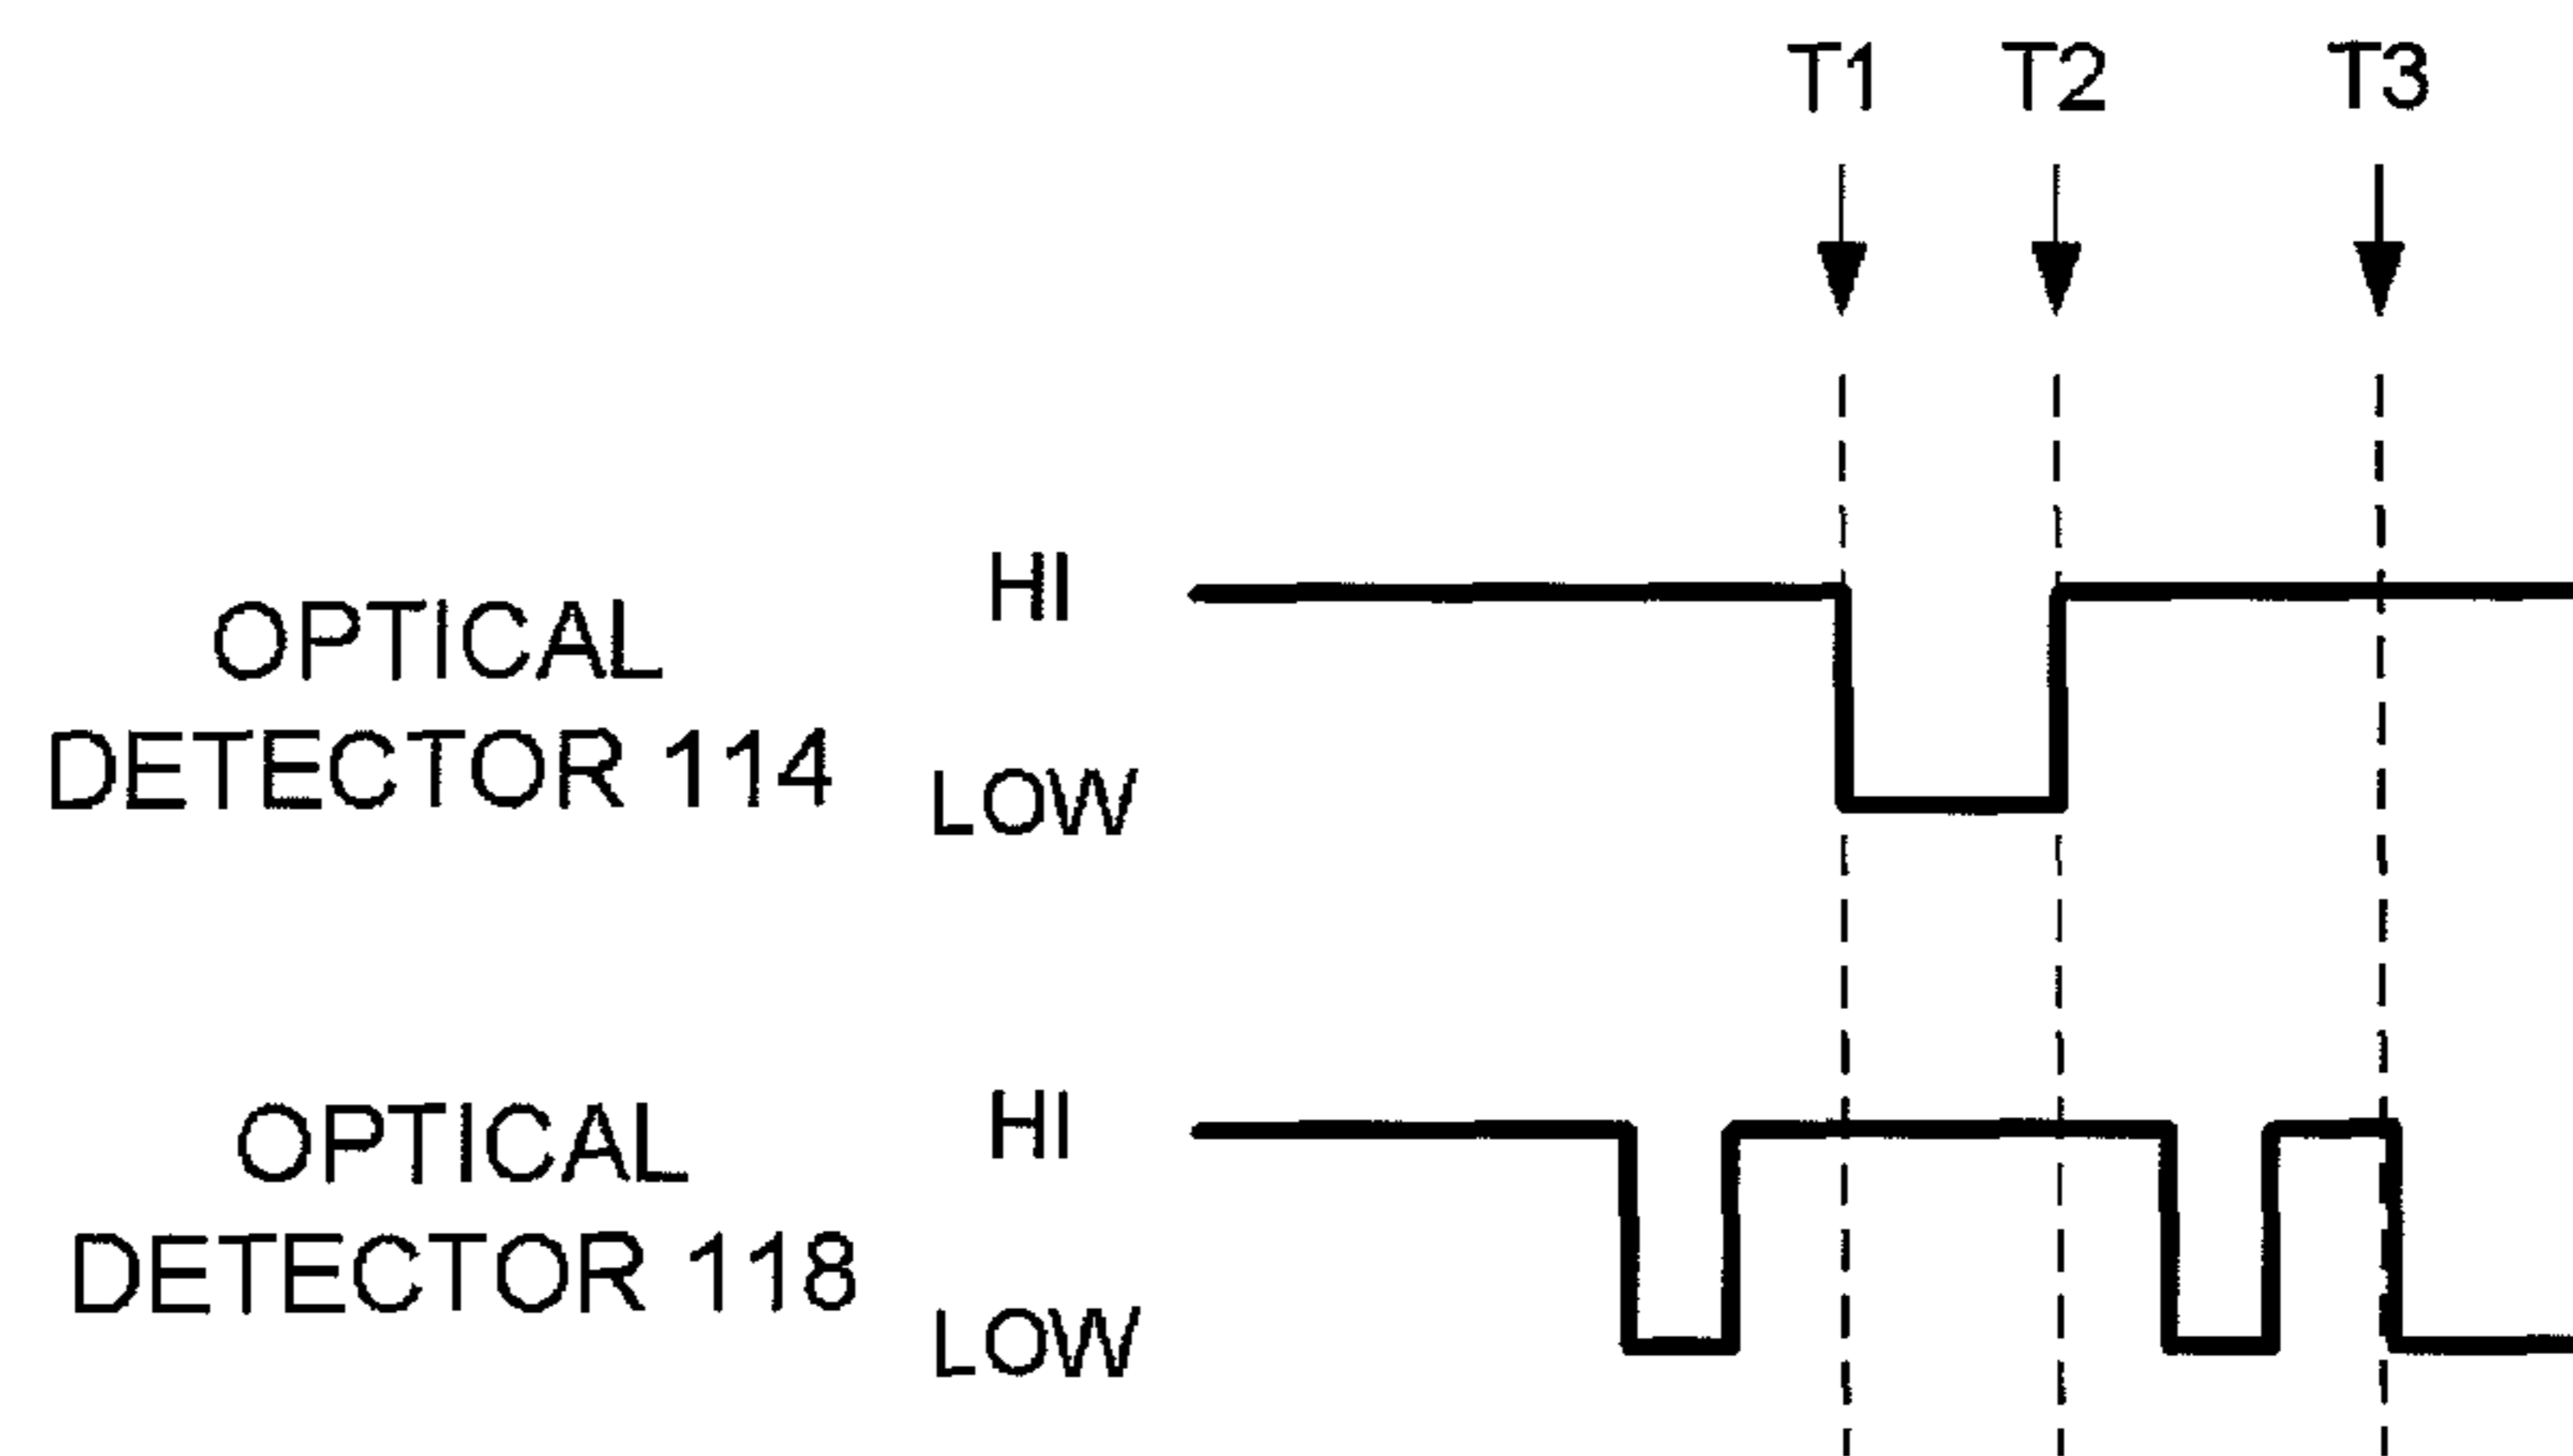 T1 T2 T3
HI
OPTICAL
DETECTOR 114
LOW
HI
OPTICAL
DETECTOR 118
LOW